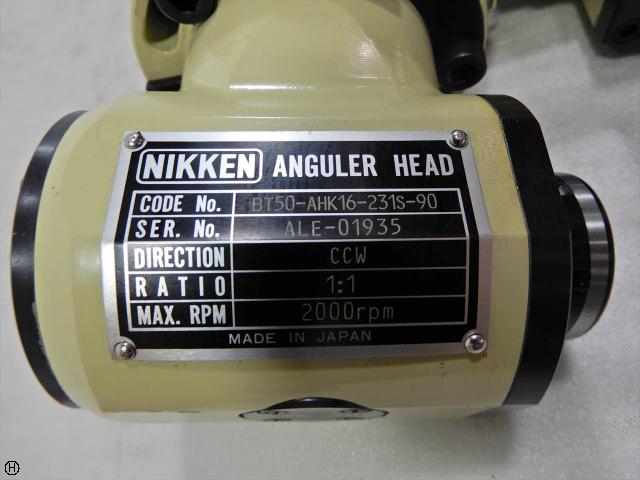 NIKKEN ANGULER HEAD
CODE No. BT50-AHK16-231S-90
SER. No. ALE-01935
DIRECTION CCW
RATIO 1:1
MAX. RPM 2000rpm
MADE IN JAPAN
H